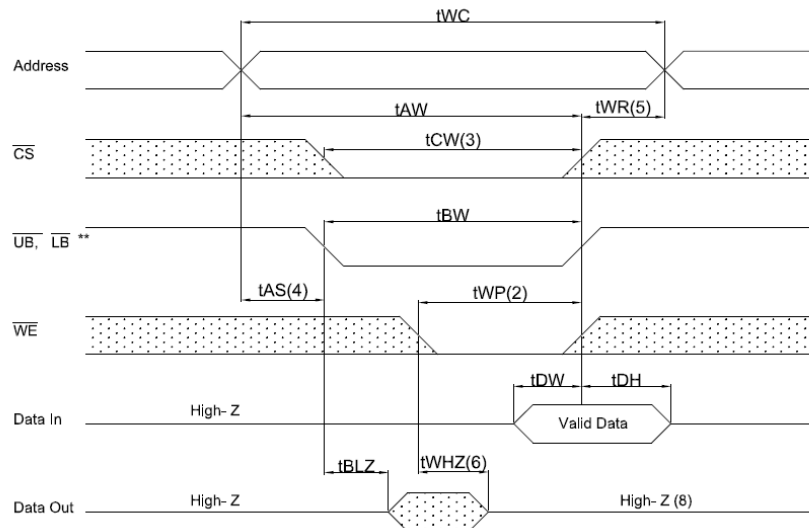 tWC
Address
tAW
tWR(5)
tCW(3)
CS
tBW
UB, LB **
tAS(4)
tWP(2)
WE
tDW
tDH
Data In
High- Z
Valid Data
tBLZ
tWHZ(6)
Data Out
High- Z
High- Z (8)